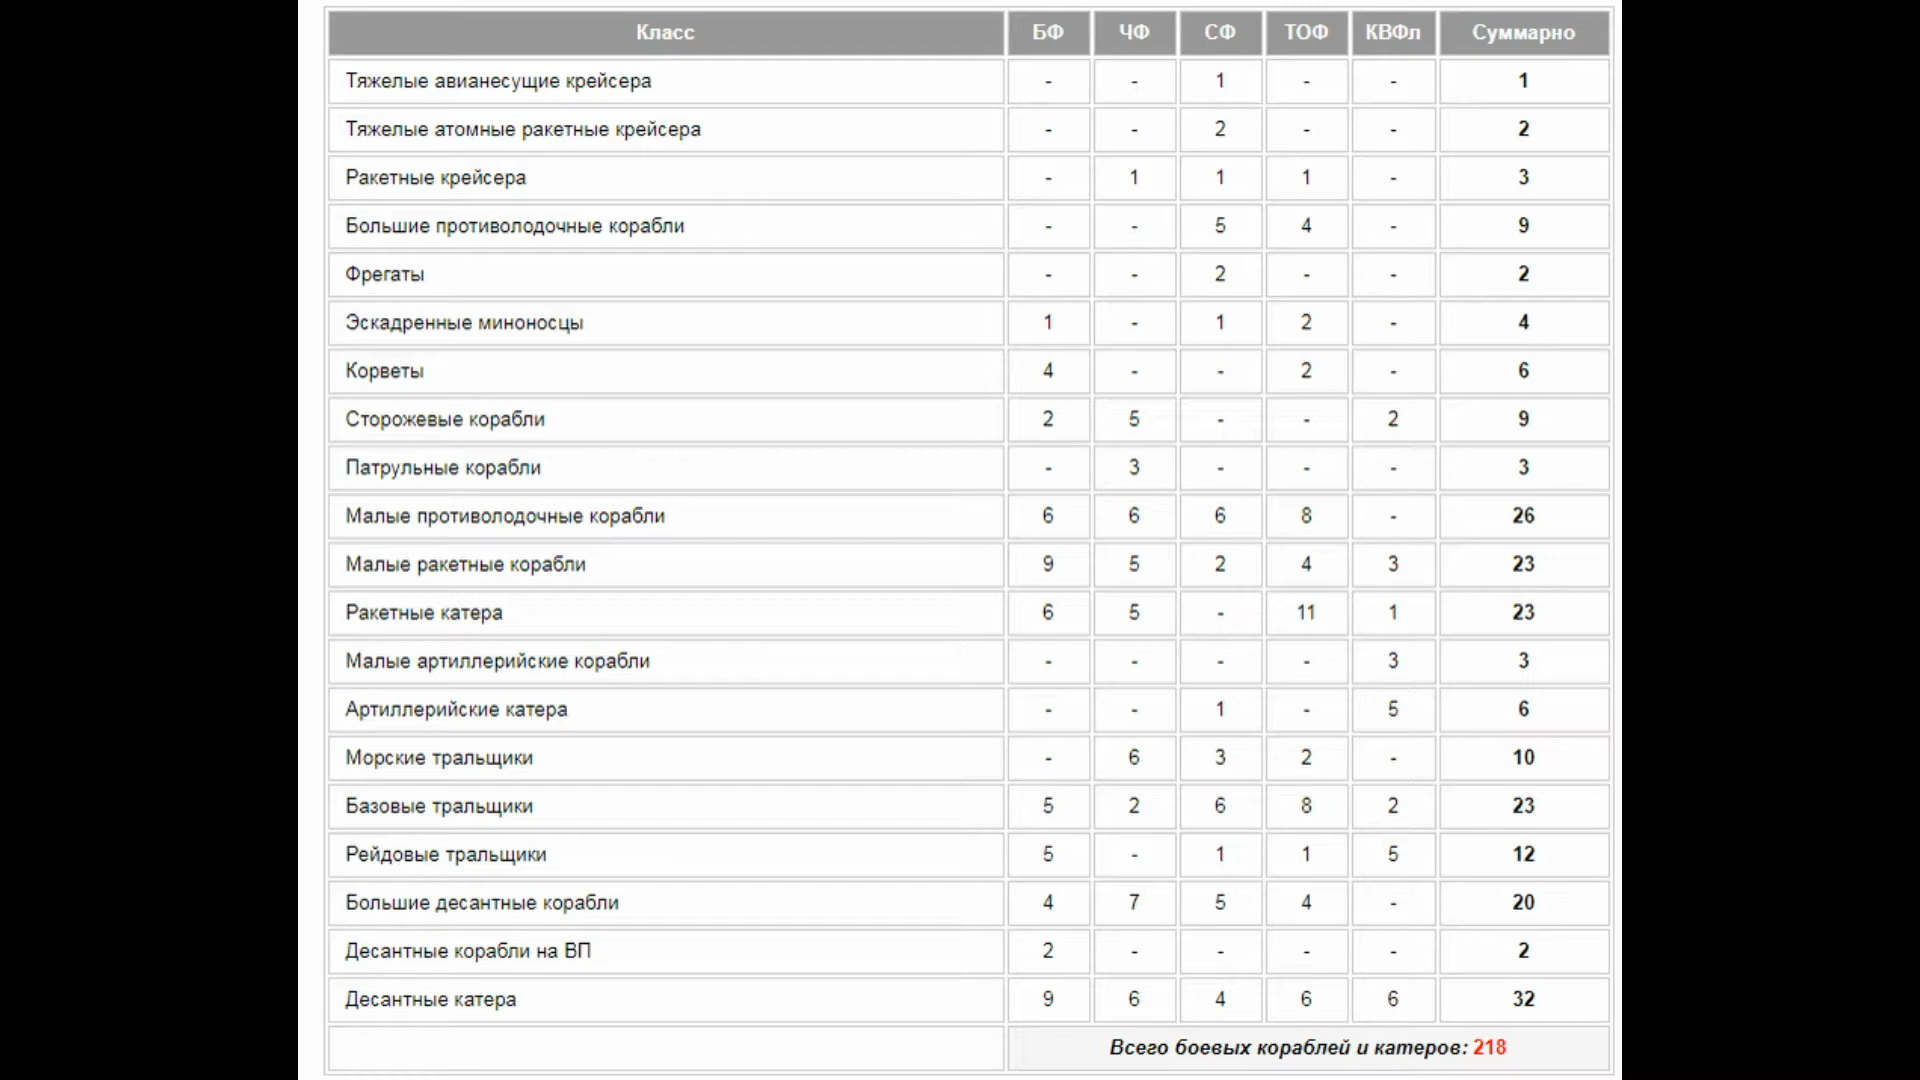 Класс БФ ЧФ СФ ТОФ КВФл Суммарно
Тяжелые авианесущие крейсера - - 1 - - 1
Тяжелые атомные ракетные крейсера - - 2 - - 2
Ракетные крейсера - 1 1 1 - 3
Большие противолодочные корабли - - 5 4 - 9
Фрегаты - - 2 - - 2
Эскадренные миноносцы 1 - 1 2 - 4
Корветы 4 - - 2 - 6
Сторожевые корабли 2 5 - - 2 9
Патрульные корабли - 3 - - - 3
Малые противолодочные корабли 6 6 6 8 - 26
Малые ракетные корабли 9 5 2 4 3 23
Ракетные катера 6 5 - 11 1 23
Малые артиллерийские корабли - - - - 3 3
Артиллерийские катера - - 1 - 5 6
Морские тральщики - 6 3 2 - 10
Базовые тральщики 5 2 6 8 2 23
Рейдовые тральщики 5 - 1 1 5 12
Большие десантные корабли 4 7 5 4 - 20
Десантные корабли на ВП 2 - - - - 2
Десантные катера 9 6 4 6 6 32
Всего боевых кораблей и катеров: 218